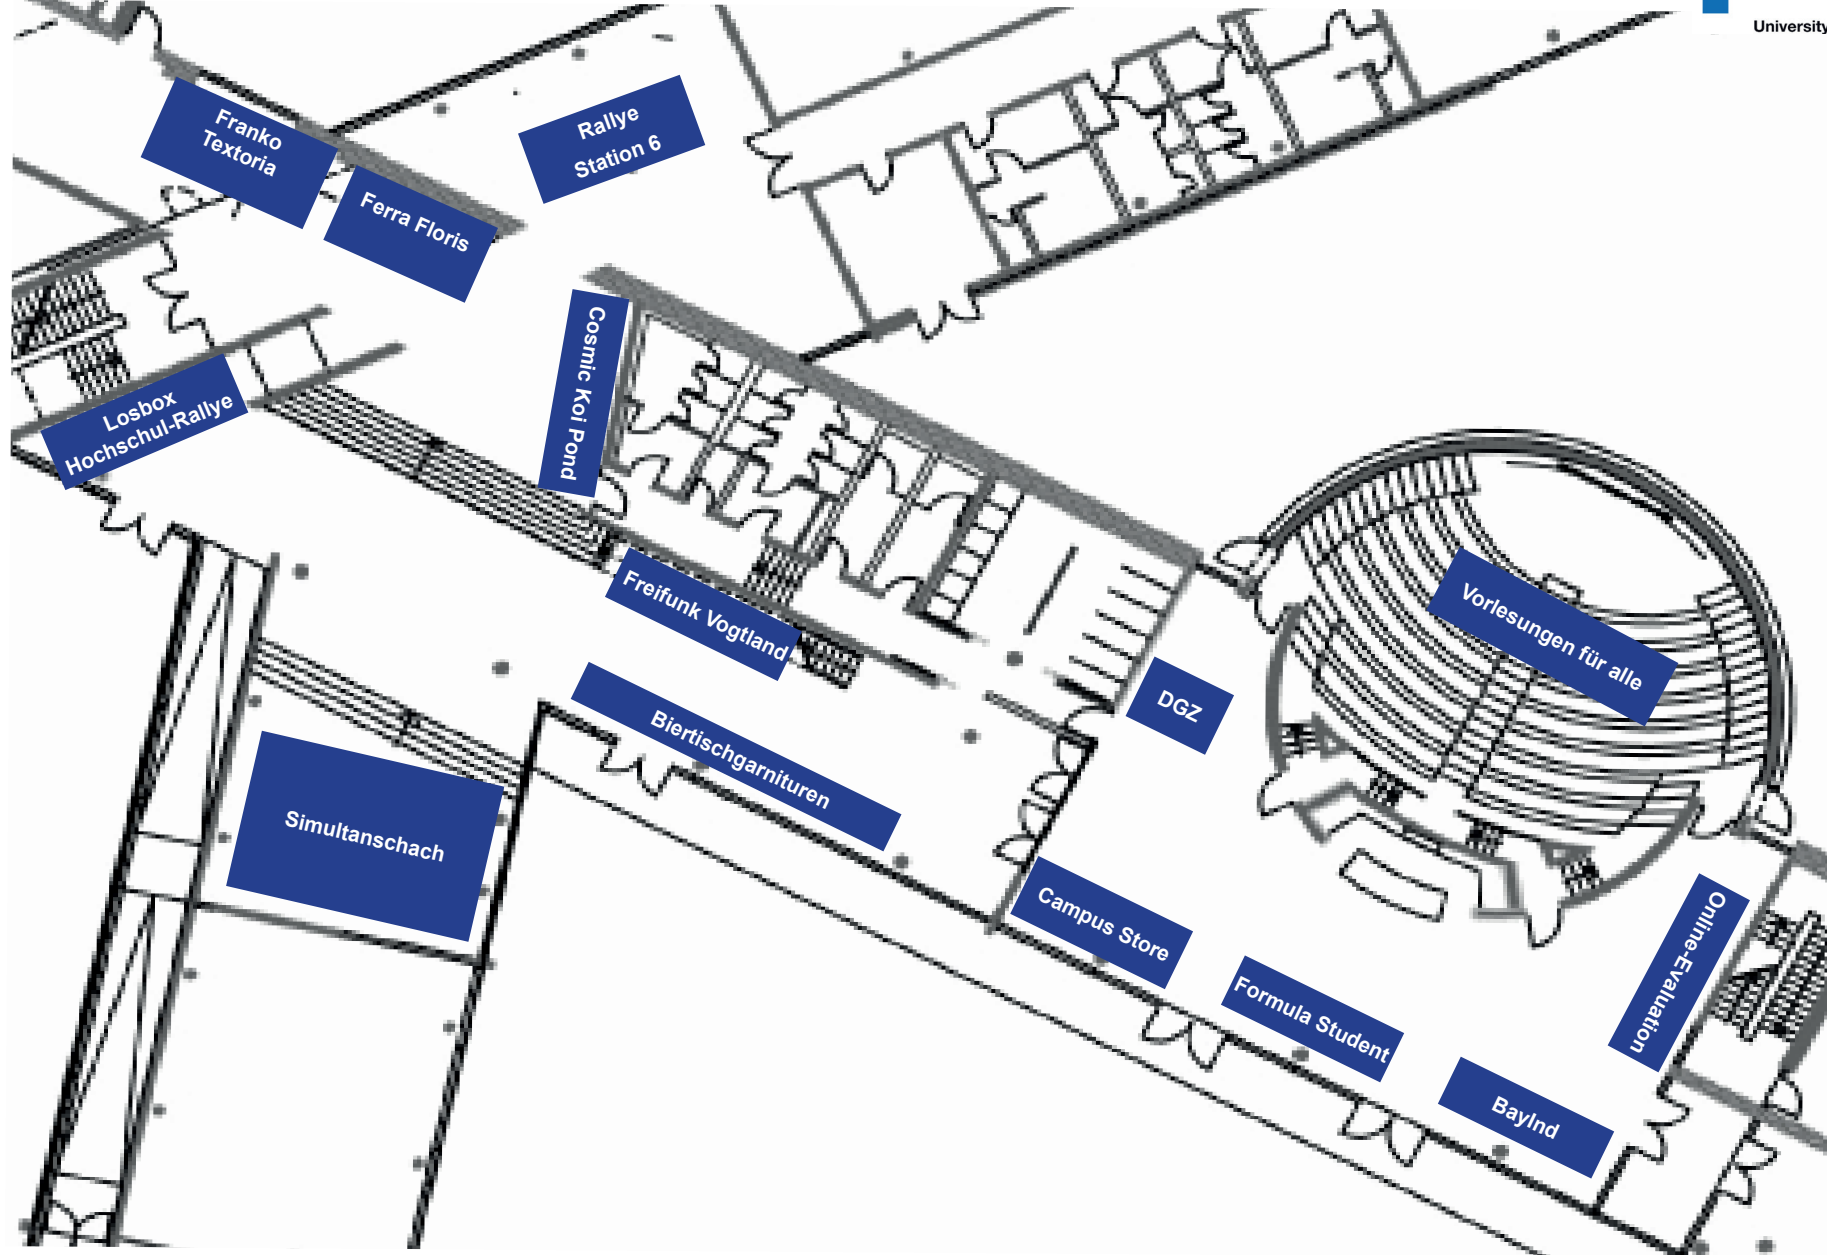 University
Franko
Textoria
Rallye
Station 6
Ferra Floris
Cosmic Koi Pond
Losbox
Hochschul-Rallye
Freifunk Vogtland
Vorlesungen für alle
DGZ
Biertischgarnituren
Simultanschach
Campus Store
Online-Evaluation
Formula Student
BayInd